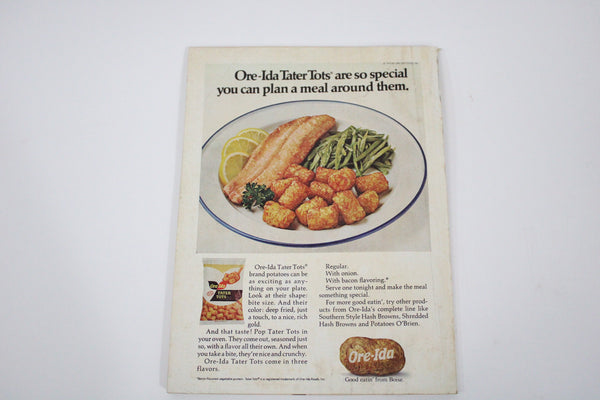 Ore-Ida Tater Tots® are so special
you can plan a meal around them.
Ore-Ida Tater Tots®
brand potatoes can be
as exciting as any-
thing on your plate.
Look at their shape:
bite size. And their
color: deep fried, just
a touch, to a nice, rich
gold.
And that taste! Pop Tater Tots in
your oven. They come out, seasoned just
so, with a flavor all their own. And when
you take a bite, they're nice and crunchy.
Ore-Ida Tater Tots come in three
flavors.
Ore-Ida
TATER
TOTS
Regular.
With onion.
With bacon flavoring.*
Serve one tonight and make the meal
something special.
For more good eatin', try other prod-
ucts from Ore-Ida's complete line like
Southern Style Hash Browns, Shredded
Hash Browns and Potatoes O'Brien.
Ore-Ida
Good eatin' from Boise.